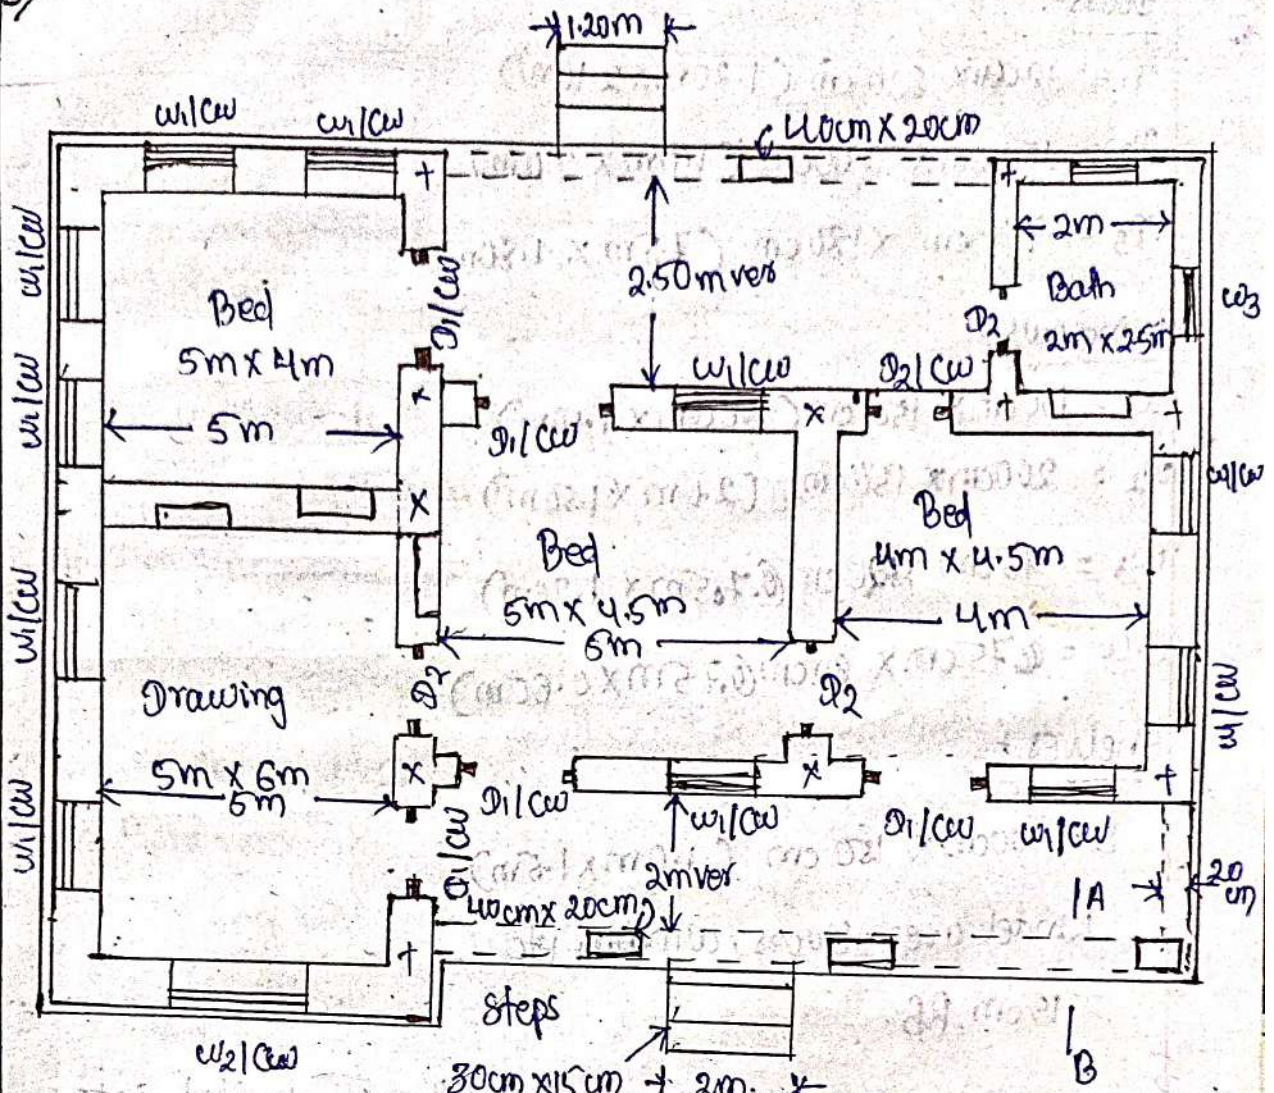 1.20m
W1/CW
W1/CW
40cm X 20cm
W1/CW
D1/CW
2.50m ver
2m
Bath
2m x 2.5m
W3
D2
Bed
5m x 4m
W1/CW
D2/CW
W1/CW
5m
D1/CW
W1/CW
Bed
5m x 4.5m
5m
Bed
4m x 4.5m
4m
W1/CW
D2
D2
Drawing
5m x 6m
5m
W1/CW
W1/CW
D1/CW
W1/CW
D1/CW
W1/CW
D1/CW
2m ver
40cm x 20cm
1A
20
cm
Steps
W2/CW
30cm x 15cm
2m.
B